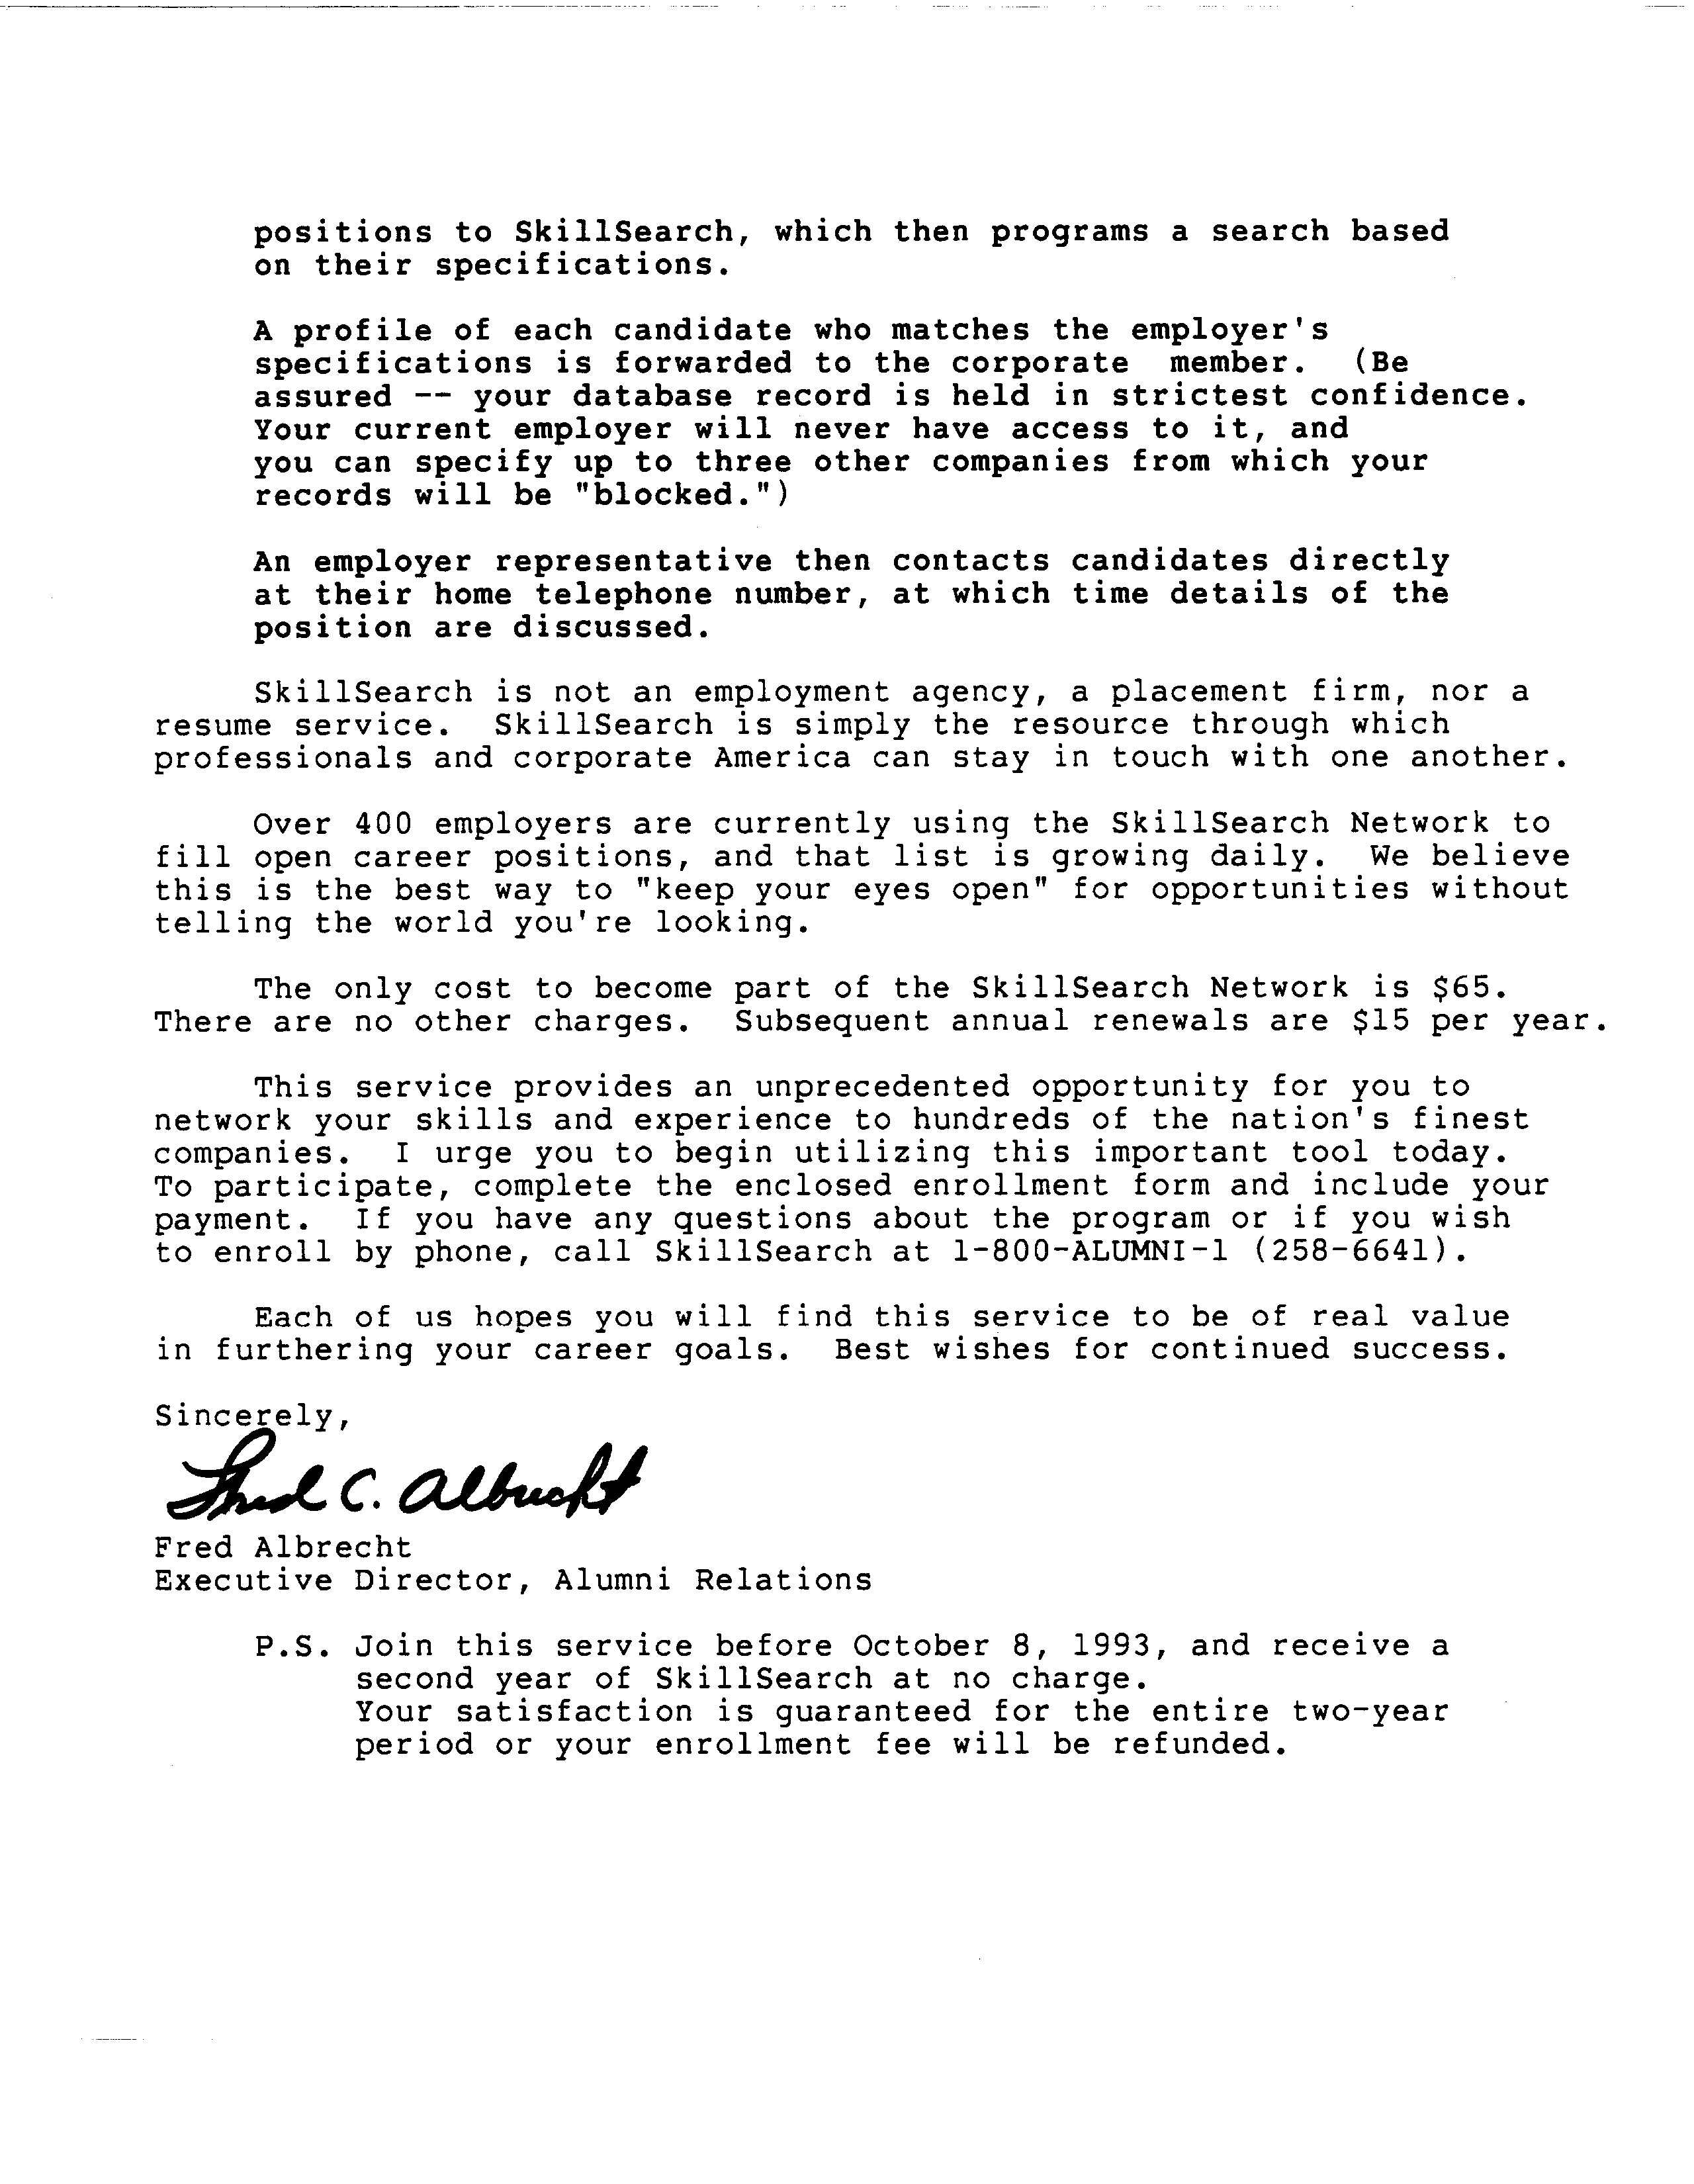 positions to SkillSearch, which then programs a search based
on their specifications.
A profile of each candidate who matches the employer's
specifications is forwarded to the corporate member. (Be
assured -- your database record is held in strictest confidence.
Your current employer will never have access to it, and
you can specify up to three other companies from which your
records will be "blocked.")
An employer representative then contacts candidates directly
at their home telephone number, at which time details of the
position are discussed.
SkillSearch is not an employment agency, a placement firm, nor a
resume service. SkillSearch is simply the resource through which
professionals and corporate America can stay in touch with one another.
Over 400 employers are currently using the SkillSearch Network to
fill open career positions, and that list is growing daily. We believe
this is the best way to "keep your eyes open" for opportunities without
telling the world you're looking.
The only cost to become part of the SkillSearch Network is $65.
There are no other charges. Subsequent annual renewals are $15 per year.
This service provides an unprecedented opportunity for you to
network your skills and experience to hundreds of the nation's finest
companies. I urge you to begin utilizing this important tool today.
To participate, complete the enclosed enrollment form and include your
payment. If you have any questions about the program or if you wish
to enroll by phone, call SkillSearch at 1-800-ALUMNI-1 (258-6641).
Each of us hopes you will find this service to be of real value
in furthering your career goals. Best wishes for continued success.
Sincerely,
Fred C. Albrecht
Fred Albrecht
Executive Director, Alumni Relations
P.S. Join this service before October 8, 1993, and receive a
second year of SkillSearch at no charge.
Your satisfaction is guaranteed for the entire two-year
period or your enrollment fee will be refunded.